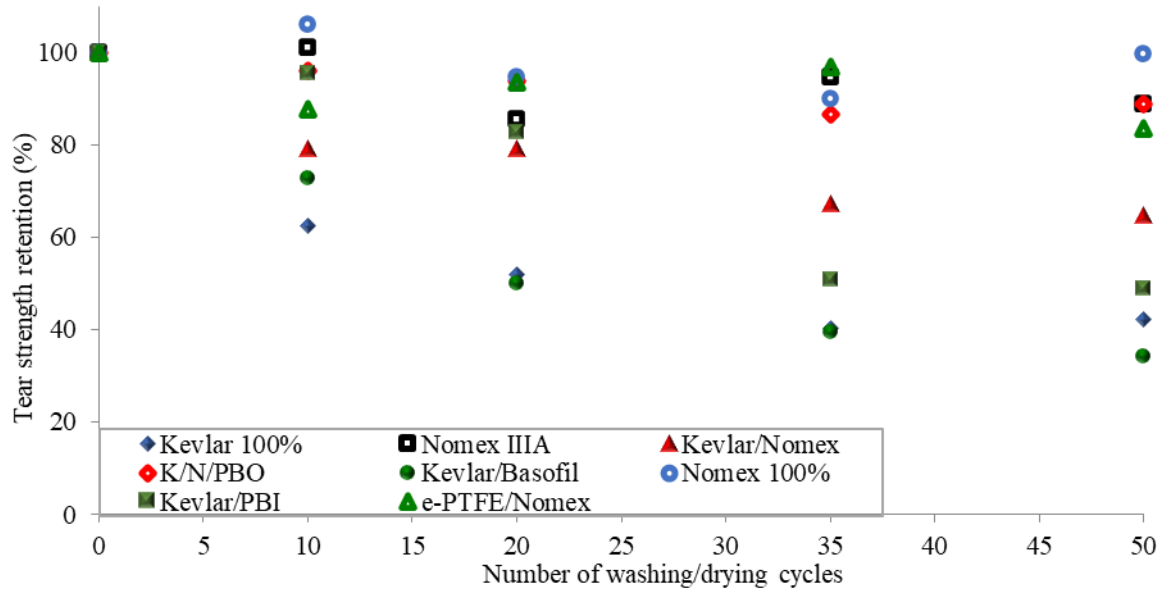 Tear strength retention (%)
100
80
60
40
20
0
Kevlar 100% Nomex IIIA Kevlar/Nomex
K/N/PBO Kevlar/Basofil Nomex 100%
Kevlar/PBI e-PTFE/Nomex
0 5 10 15 20 25 30 35 40 45 50
Number of washing/drying cycles